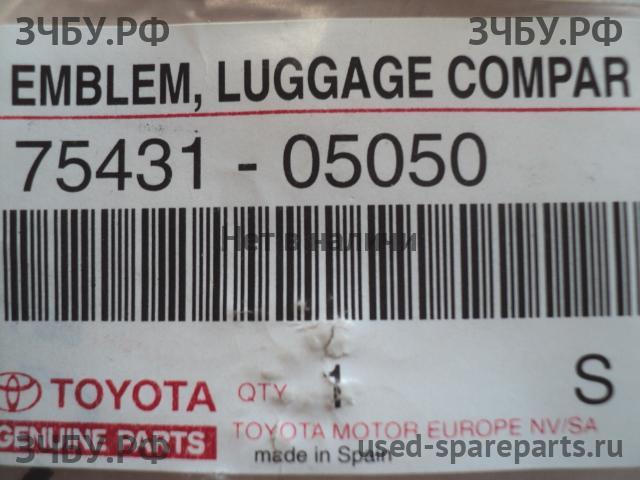 ЗЧБУ.РФ ЗЧБУ.РФ
EMBLEM, LUGGAGE COMPAR
75431 - 05050
Нет в наличи
TOYOTA QTY 1 S
GENUINE PARTS TOYOTA MOTOR EUROPE NV/SA
made in Spain
ЗЧБУ.РФ used-spareparts.ru